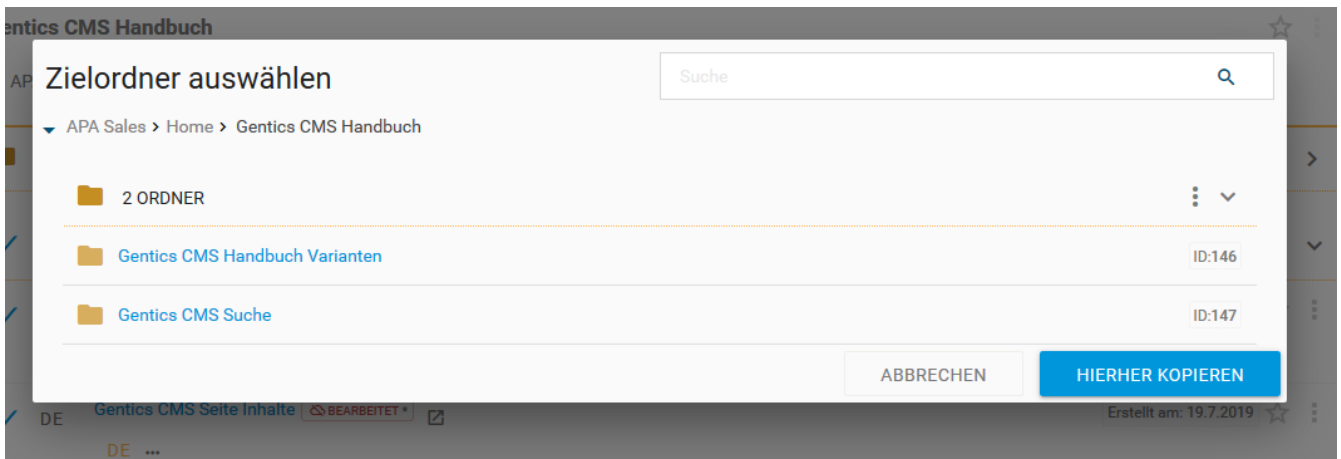 entics CMS Handbuch
AP
Zielordner auswählen
Suche
APA Sales > Home > Gentics CMS Handbuch
2 ORDNER
Gentics CMS Handbuch Varianten ID:146
Gentics CMS Suche ID:147
ABBRECHEN HIERHER KOPIEREN
DE Gentics CMS Seite Inhalte BEARBEITET * Erstellt am: 19.7.2019
DE ...